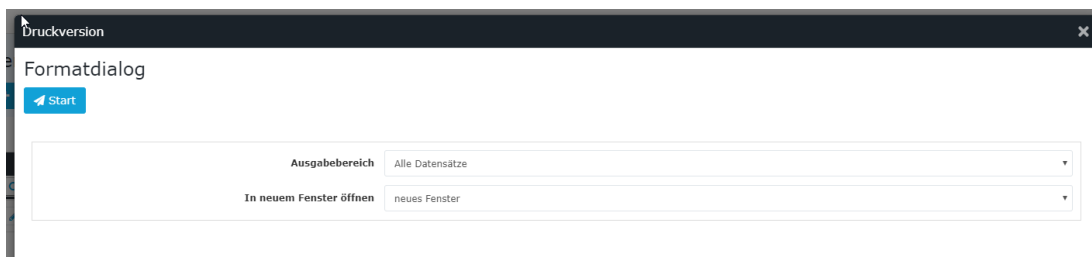 Druckversion
Formatdialog
Start
Ausgabebereich Alle Datensätze
In neuem Fenster öffnen neues Fenster